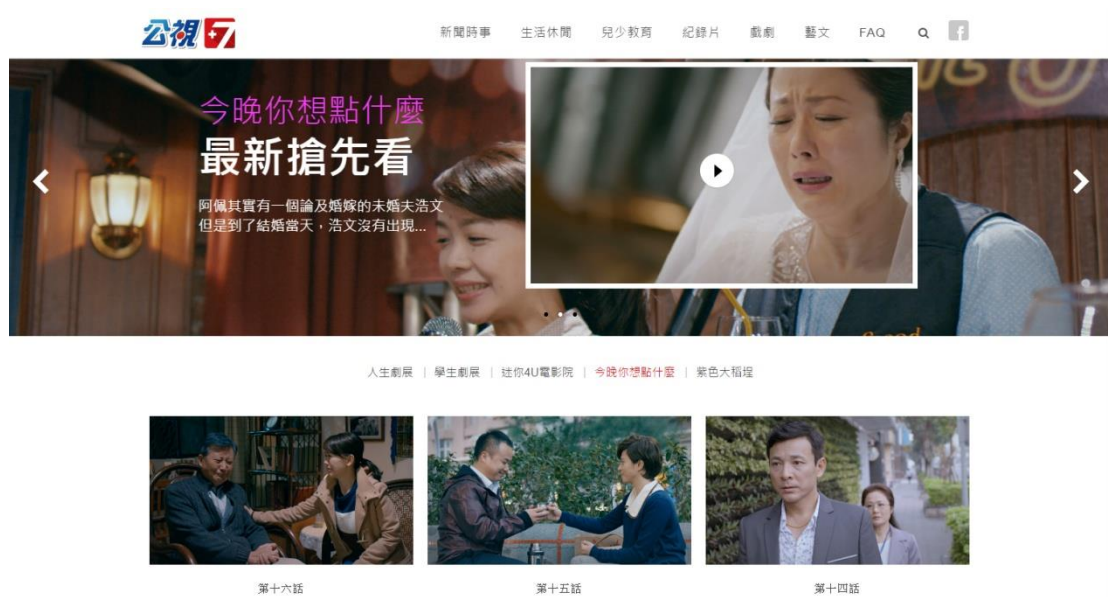 公視+7
新聞時事 生活休閒 兒少教育 紀錄片 戲劇 藝文 FAQ
今晚你想點什麼
最新搶先看
阿佩其實有一個論及婚嫁的未婚夫浩文
但是到了結婚當天，浩文沒有出現...
人生劇展 | 學生劇展 | 迷你4U電影院 | 今晚你想點什麼 | 紫色大稻埕
第十六話
第十五話
第十四話